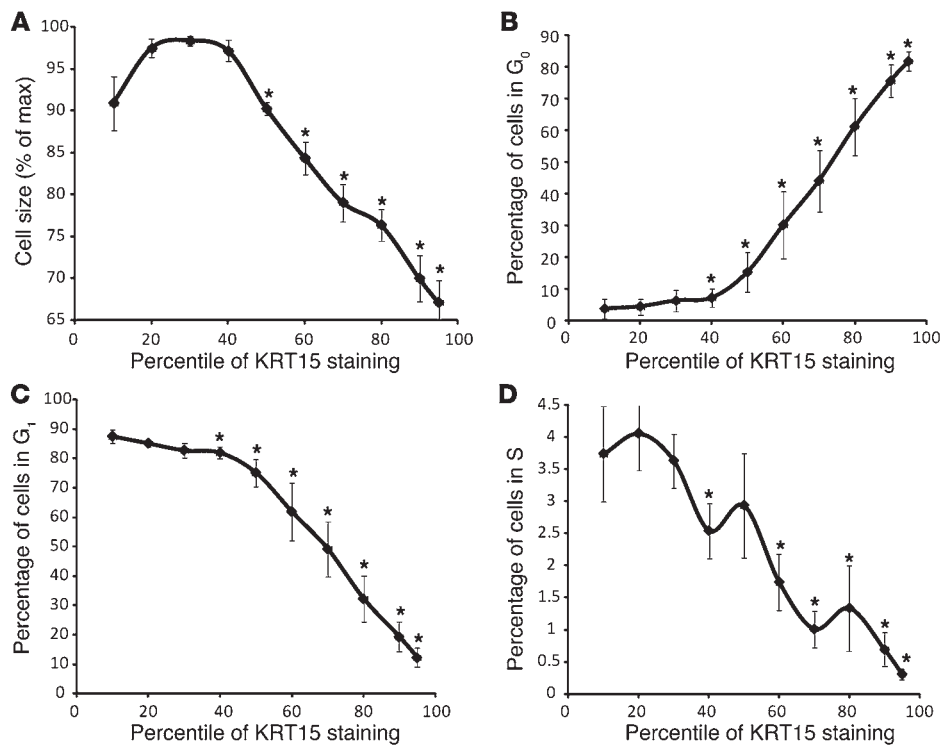 A
Cell size (% of max)
100
95
90
85
80
75
70
65
0 20 40 60 80 100
Percentile of KRT15 staining
* * * * * *
B
Percentage of cells in G0
90
80
70
60
50
40
30
20
10
0
0 20 40 60 80 100
Percentile of KRT15 staining
* * * * * * *
C
Percentage of cells in G1
100
90
80
70
60
50
40
30
20
10
0
0 20 40 60 80 100
Percentile of KRT15 staining
* * * * * * *
D
Percentage of cells in S
4.5
4
3.5
3
2.5
2
1.5
1
0.5
0
0 20 40 60 80 100
Percentile of KRT15 staining
* * * * * *